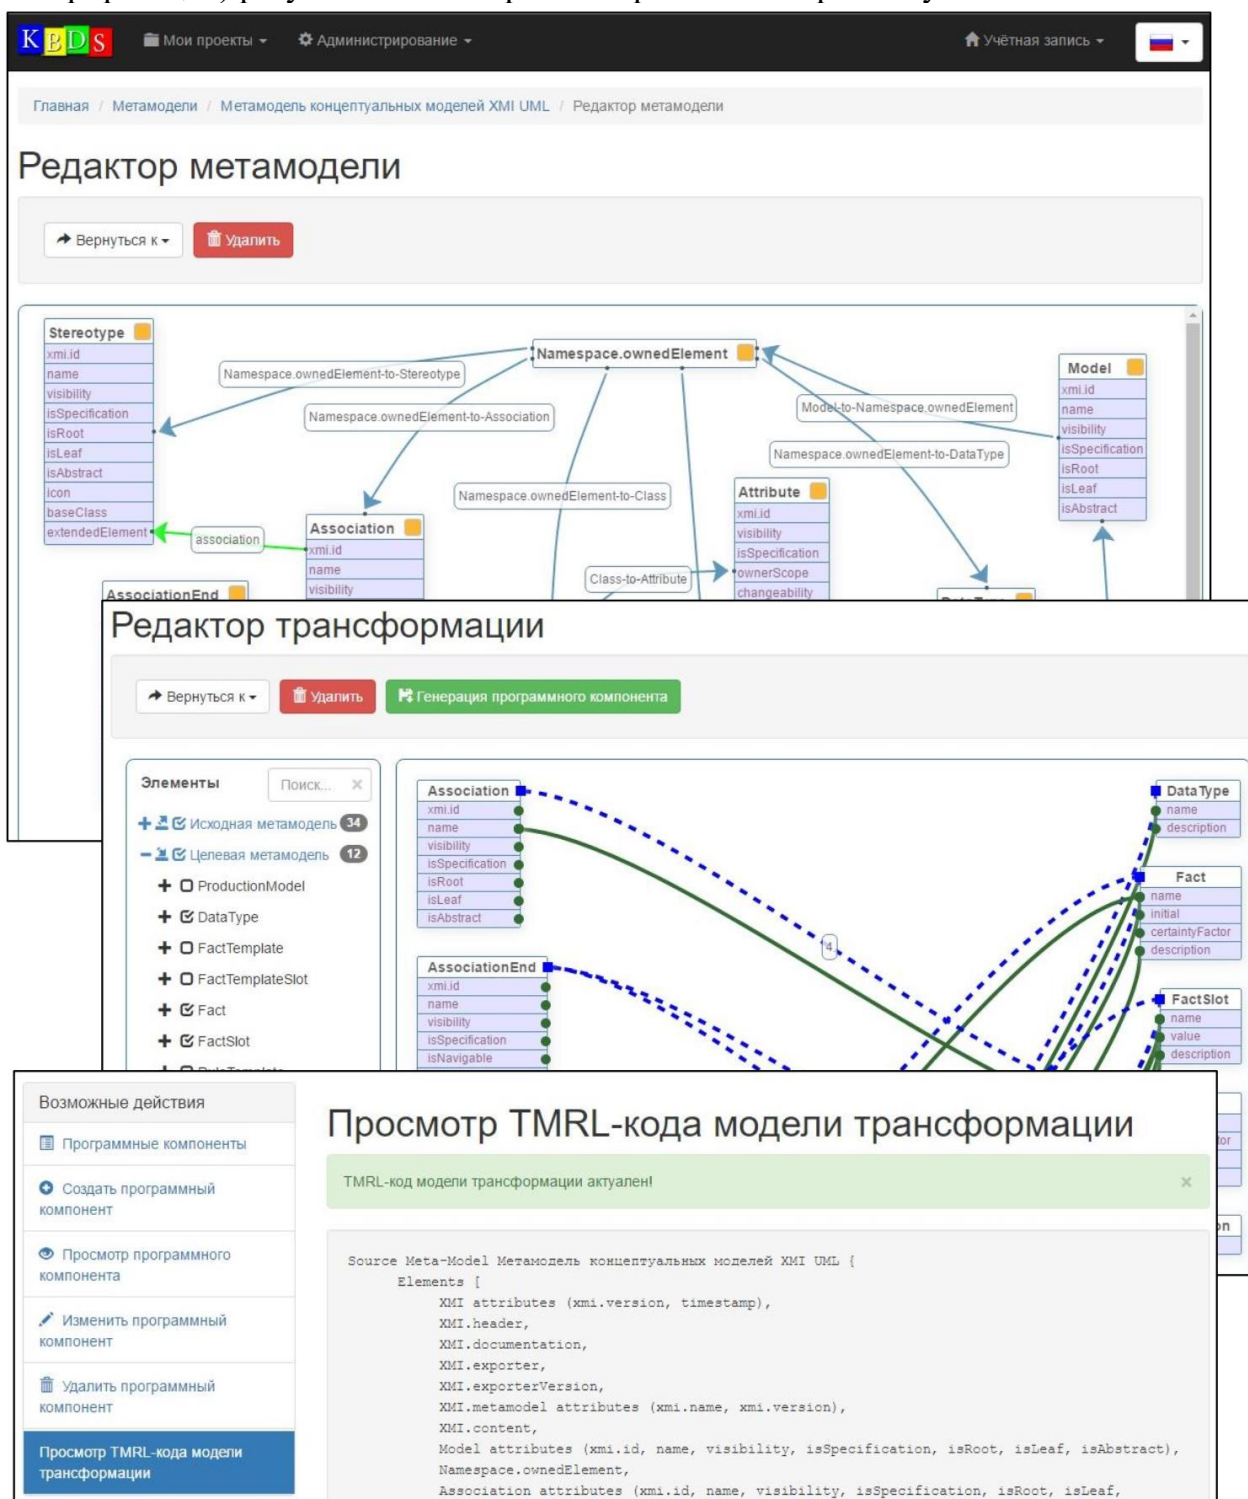 KBDS
Мои проекты
Администрирование
Учётная запись
Главная / Метамодели / Метамодель концептуальных моделей XMI UML / Редактор метамодели
Редактор метамодели
Вернуться к
Удалить
Stereotype
xmi.id
name
visibility
isSpecification
isRoot
isLeaf
isAbstract
icon
baseClass
extendedElement
Namespace.ownedElement-to-Stereotype
Namespace.ownedElement-to-Association
Namespace.ownedElement
Namespace.ownedElement-to-Class
Model-to-Namespace.ownedElement
Namespace.ownedElement-to-DataType
Model
xmi.id
name
visibility
isSpecification
isRoot
isLeaf
isAbstract
association
Association
xmi.id
name
visibility
Class-to-Attribute
Attribute
xmi.id
visibility
isSpecification
ownerScope
changeability
AssociationEnd
DataType
Редактор трансформации
Вернуться к
Удалить
Генерация программного компонента
Элементы
Поиск...
Исходная метамодель 34
Целевая метамодель 12
ProductionModel
DataType
FactTemplate
FactTemplateSlot
Fact
FactSlot
RuleTemplate
Association
xmi.id
name
visibility
isSpecification
isRoot
isLeaf
isAbstract
AssociationEnd
xmi.id
name
visibility
isSpecification
isNavigable
4
DataType
name
description
Fact
name
initial
certaintyFactor
description
FactSlot
name
value
description
tor
on
Возможные действия
Программные компоненты
Создать программный
компонент
Просмотр программного
компонента
Изменить программный
компонент
Удалить программный
компонент
Просмотр TMRL-кода модели
трансформации
Просмотр TMRL-кода модели трансформации
TMRL-код модели трансформации актуален!
Source Meta-Model Метамодель концептуальных моделей XMI UML {
Elements [
XMI attributes (xmi.version, timestamp),
XMI.header,
XMI.documentation,
XMI.exporter,
XMI.exporterVersion,
XMI.metamodel attributes (xmi.name, xmi.version),
XMI.content,
Model attributes (xmi.id, name, visibility, isSpecification, isRoot, isLeaf, isAbstract),
Namespace.ownedElement,
Association attributes (xmi.id, name, visibility, isSpecification, isRoot, isLeaf,